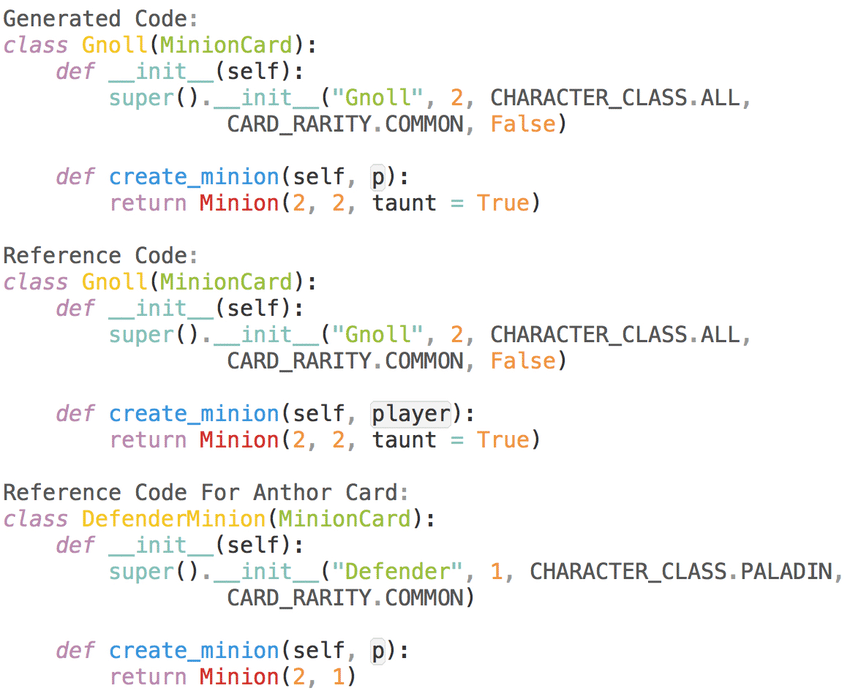 Generated Code:
class Gnoll(MinionCard):
    def __init__(self):
        super().__init__("Gnoll", 2, CHARACTER_CLASS.ALL,
                 CARD_RARITY.COMMON, False)

    def create_minion(self, p):
        return Minion(2, 2, taunt = True)

Reference Code:
class Gnoll(MinionCard):
    def __init__(self):
        super().__init__("Gnoll", 2, CHARACTER_CLASS.ALL,
                 CARD_RARITY.COMMON, False)

    def create_minion(self, player):
        return Minion(2, 2, taunt = True)

Reference Code For Anthor Card:
class DefenderMinion(MinionCard):
    def __init__(self):
        super().__init__("Defender", 1, CHARACTER_CLASS.PALADIN,
                 CARD_RARITY.COMMON)

    def create_minion(self, p):
        return Minion(2, 1)